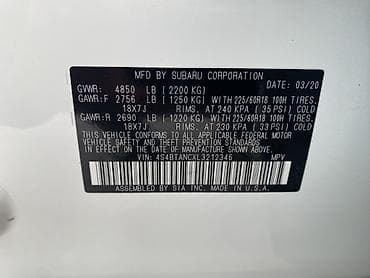 MFD. BY SUBARU CORPORATION
DATE: 03/20
GVWR: 4850 LB (2200 KG)
GAWR:F 2756 LB (1250 KG) WITH 225/60R18 100H TIRES,
18X7J RIMS, AT 240 KPA (35 PSI) COLD
GAWR:R 2690 LB (1220 KG) WITH 225/60R18 100H TIRES,
18X7J RIMS, AT 230 KPA (33 PSI) COLD
THIS VEHICLE CONFORMS TO ALL APPLICABLE FEDERAL MOTOR
VEHICLE SAFETY AND BUMPER STANDARDS IN EFFECT ON THE
DATE OF MANUFACTURE SHOWN ABOVE.
VIN: 4S4BTANCXL3212346 MPV
ASSEMBLED BY SIA INC. MADE IN U.S.A.